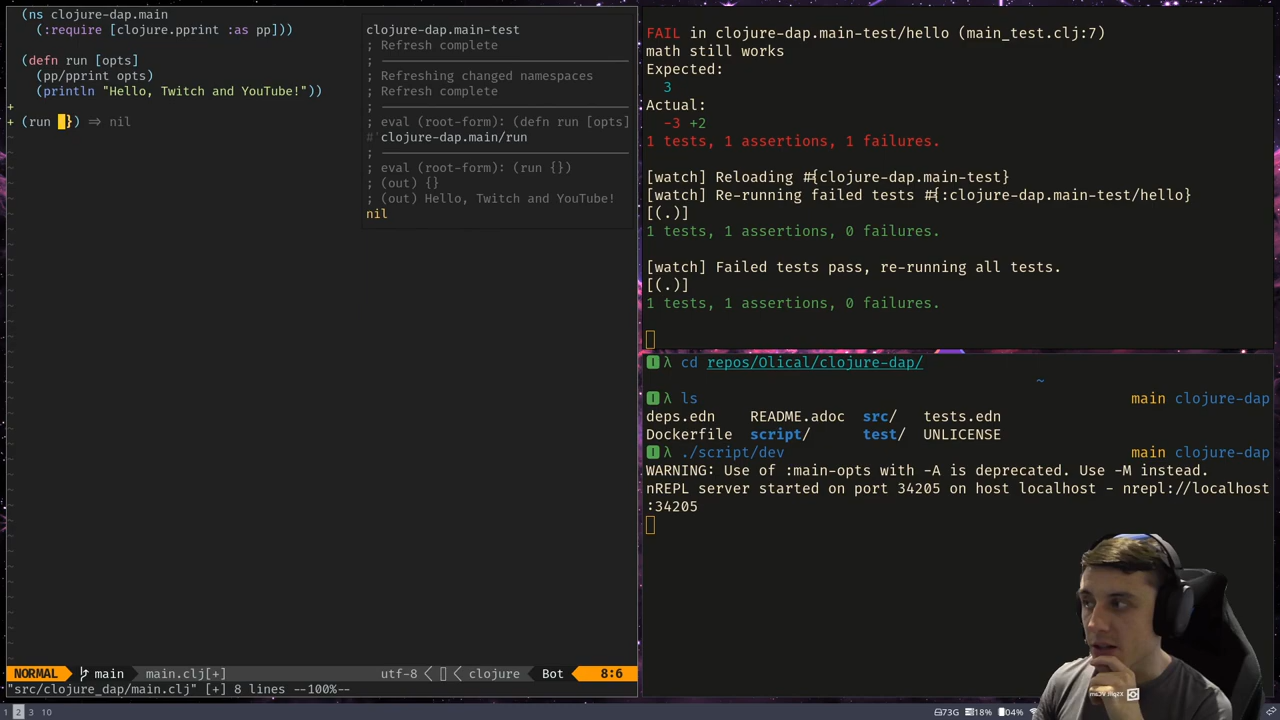 (ns clojure-dap.main
(:require [clojure.pprint :as pp]))
(defn run [opts]
(pp/pprint opts)
(println "Hello, Twitch and YouTube!"))
+
+ (run {}) => nil
clojure-dap.main-test
; Refresh complete
;
; Refreshing changed namespaces
; Refresh complete
;
; eval (root-form): (defn run [opts]
#'clojure-dap.main/run
;
; eval (root-form): (run {})
; (out) {}
; (out) Hello, Twitch and YouTube!
nil
NORMAL main main.clj[+] utf-8 clojure Bot 8:6
"src/clojure_dap/main.clj" [+] 8 lines --100%--
FAIL in clojure-dap.main-test/hello (main_test.clj:7)
math still works
Expected:
3
Actual:
-3 +2
1 tests, 1 assertions, 1 failures.
[watch] Reloading #{clojure-dap.main-test}
[watch] Re-running failed tests #{:clojure-dap.main-test/hello}
[(.)]
1 tests, 1 assertions, 0 failures.
[watch] Failed tests pass, re-running all tests.
[(.)]
1 tests, 1 assertions, 0 failures.
I λ cd repos/Olical/clojure-dap/
~
I λ ls main clojure-dap
deps.edn README.adoc src/ tests.edn
Dockerfile script/ test/ UNLICENSE
I λ ./script/dev main clojure-dap
WARNING: Use of :main-opts with -A is deprecated. Use -M instead.
nREPL server started on port 34205 on host localhost - nrepl://localhost
:34205
1 2 3 10
73G 18% 04%